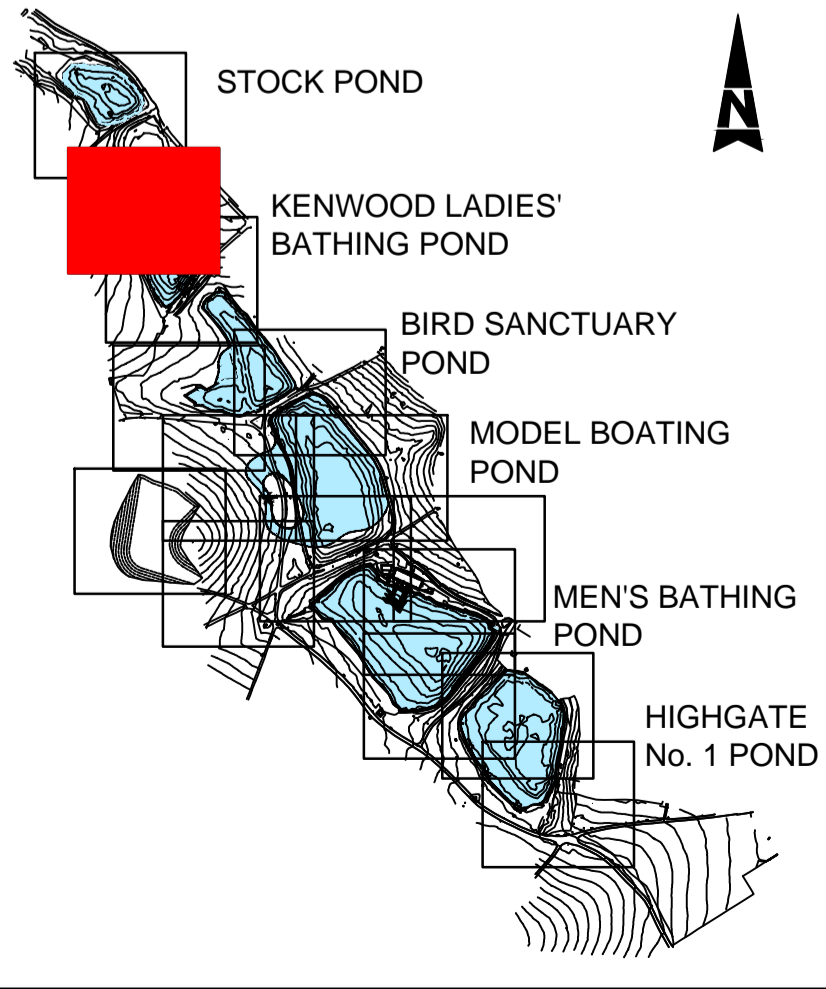 STOCK POND
N
KENWOOD LADIES'
BATHING POND
BIRD SANCTUARY
POND
MODEL BOATING
POND
MEN'S BATHING
POND
HIGHGATE
No. 1 POND